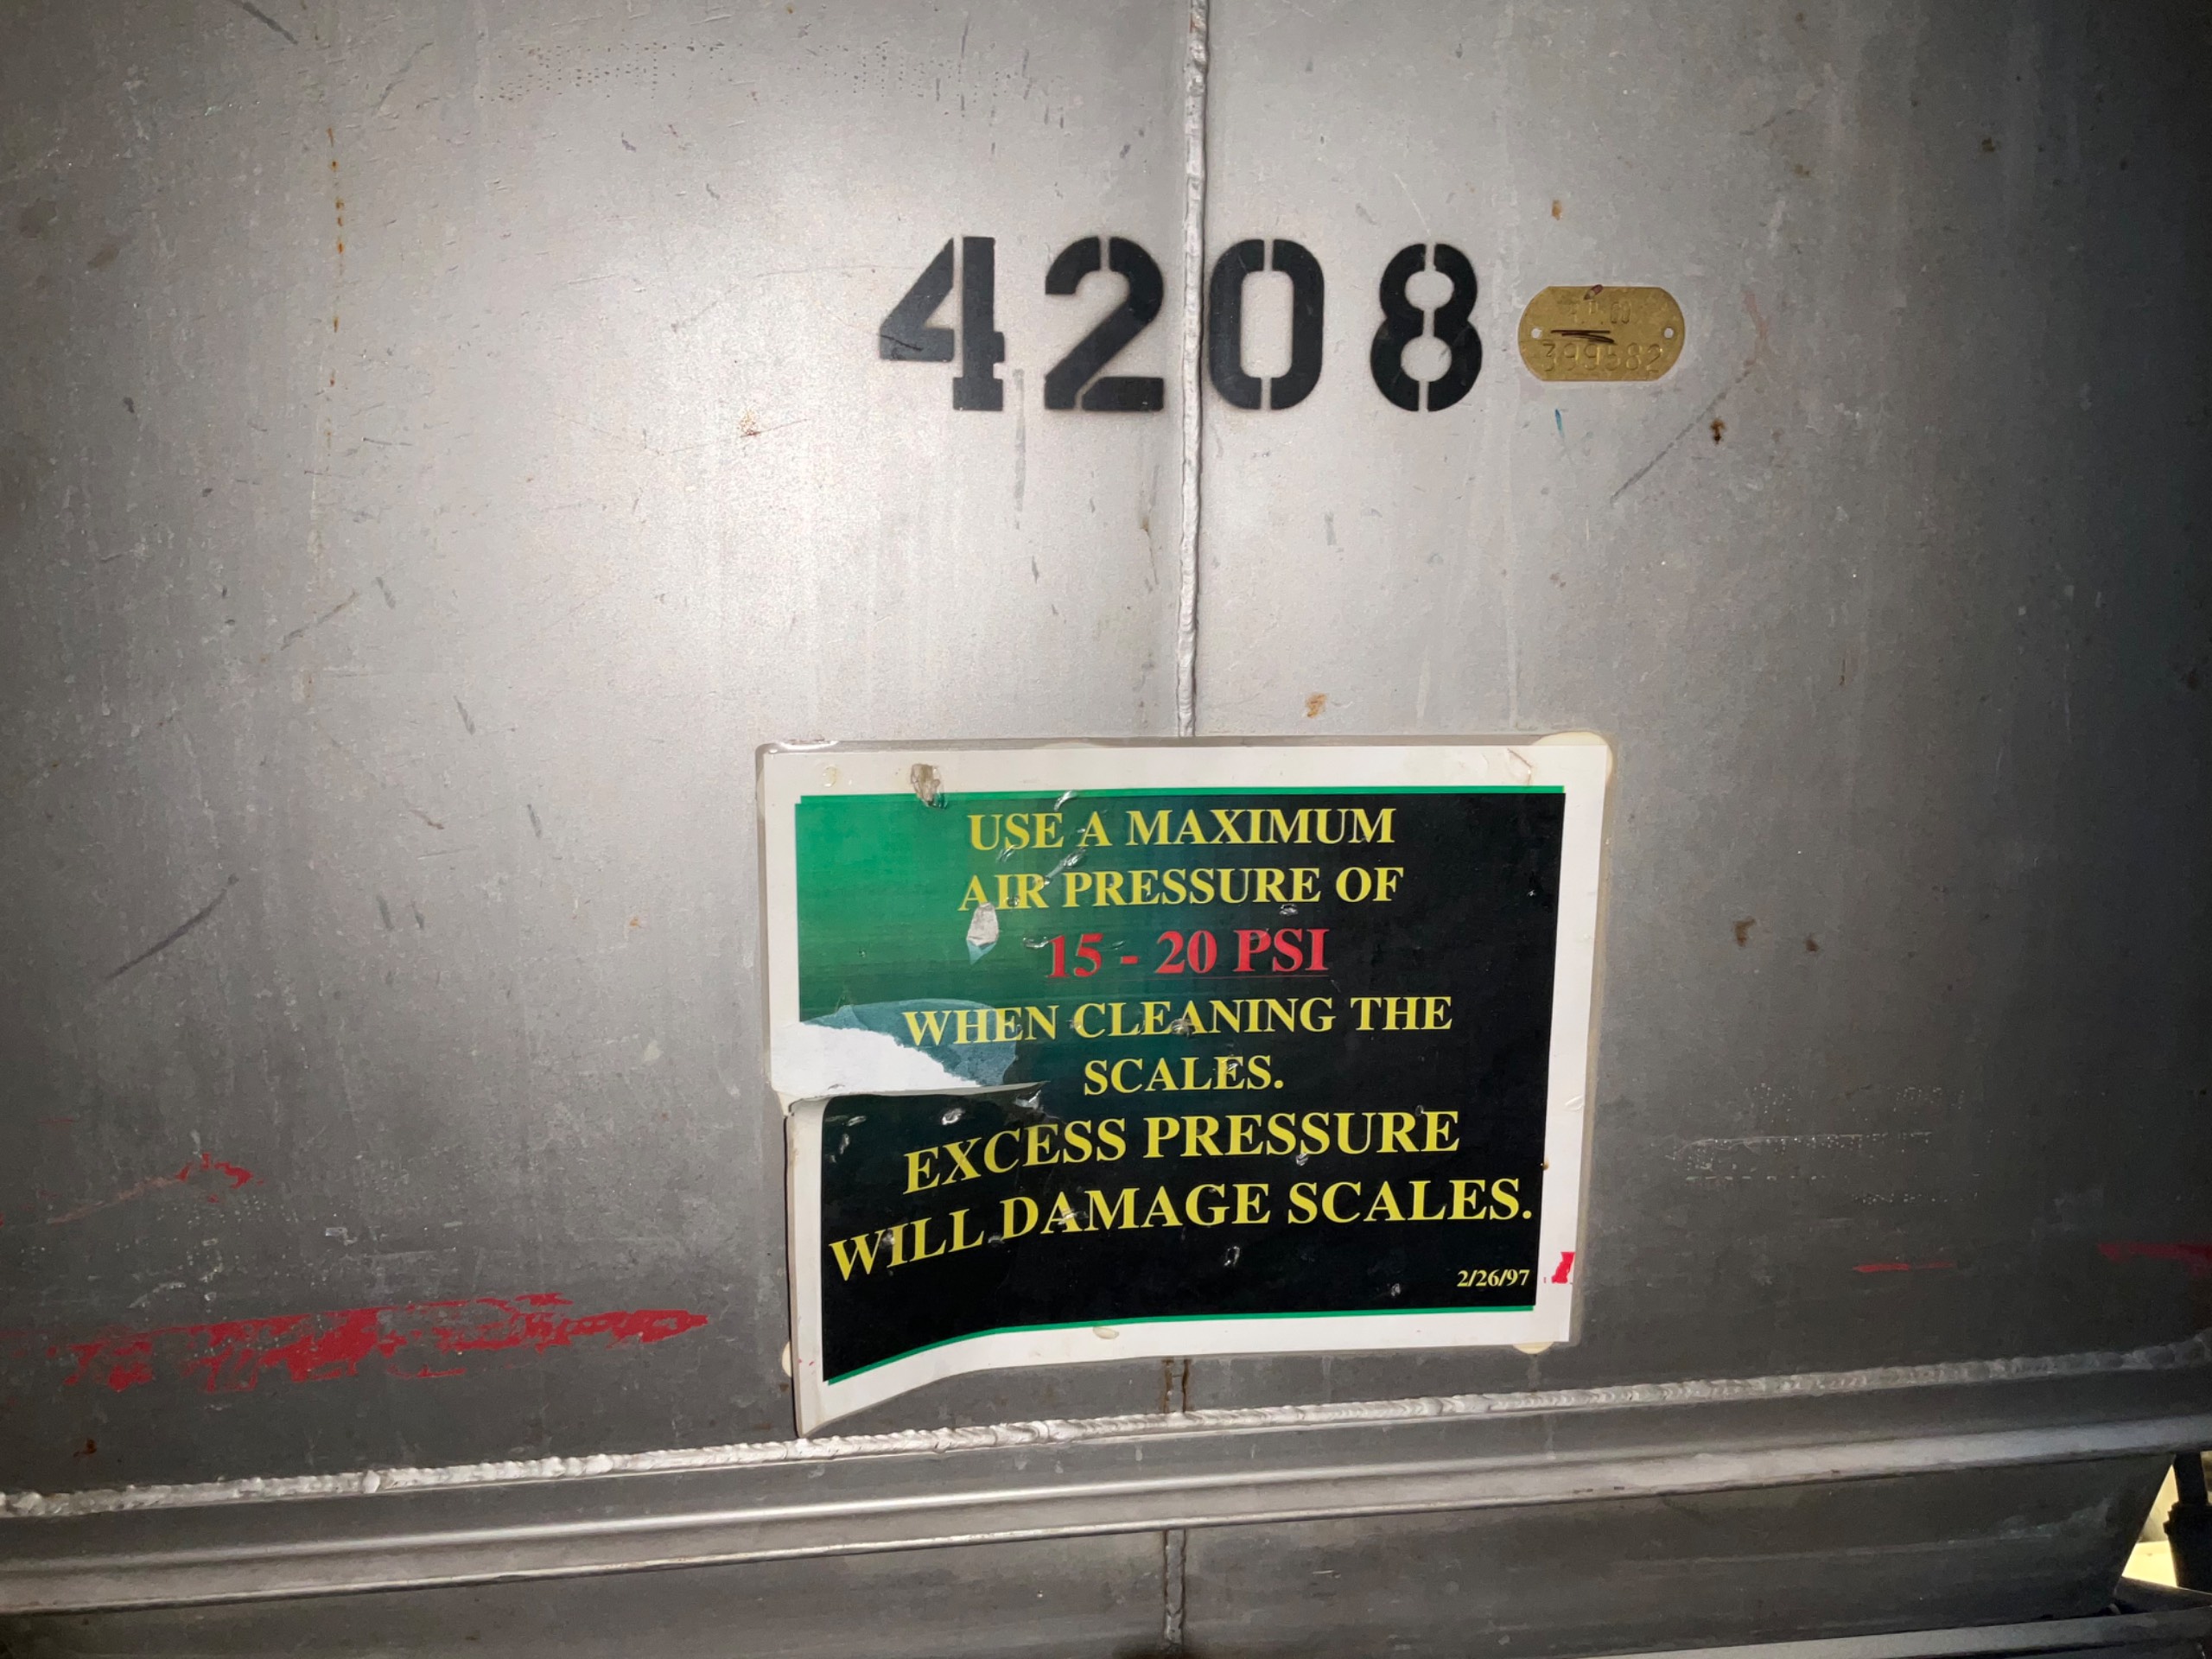 4208
399582
USE A MAXIMUM
AIR PRESSURE OF
15 - 20 PSI
WHEN CLEANING THE
SCALES.
EXCESS PRESSURE
WILL DAMAGE SCALES.
2/26/97